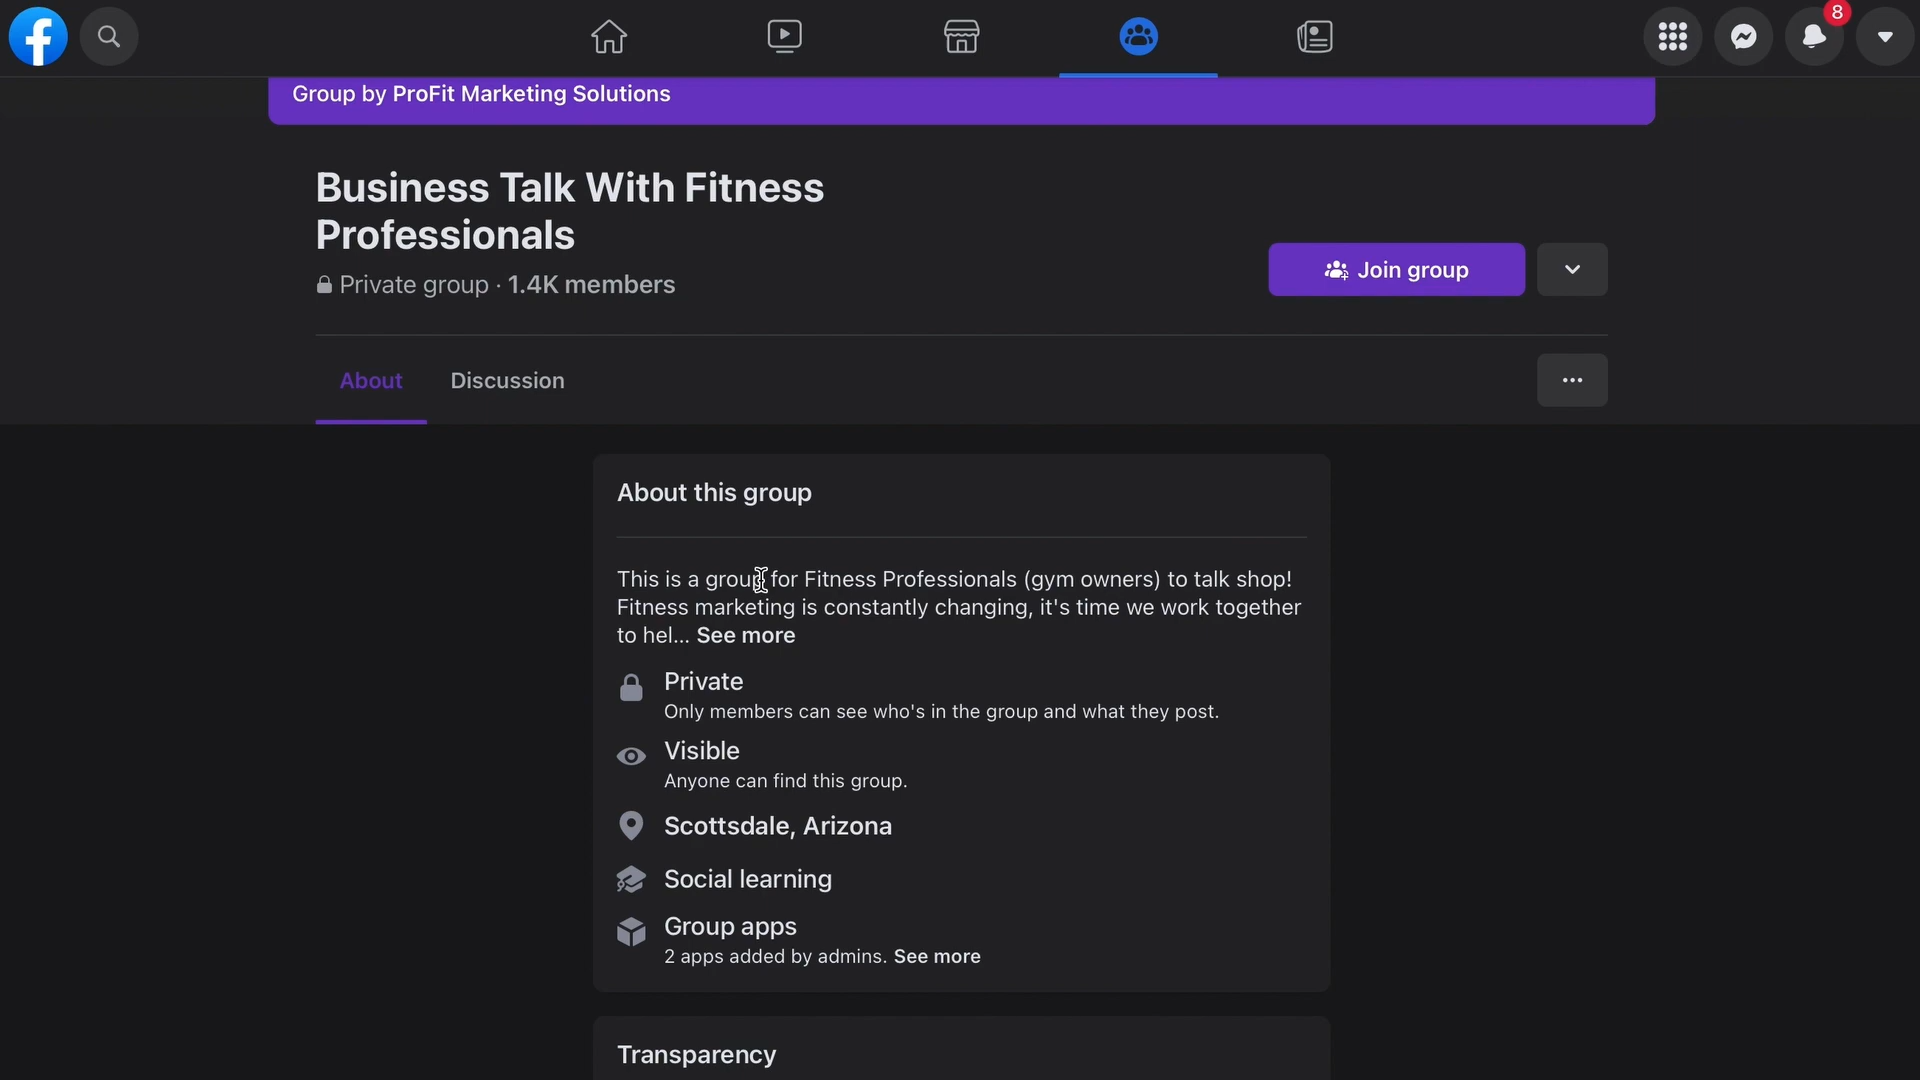 8
Group by ProFit Marketing Solutions
Business Talk With Fitness
Professionals
Private group · 1.4K members
Join group
About
Discussion
About this group
This is a group for Fitness Professionals (gym owners) to talk shop!
Fitness marketing is constantly changing, it's time we work together
to hel... See more
Private
Only members can see who's in the group and what they post.
Visible
Anyone can find this group.
Scottsdale, Arizona
Social learning
Group apps
2 apps added by admins. See more
Transparency